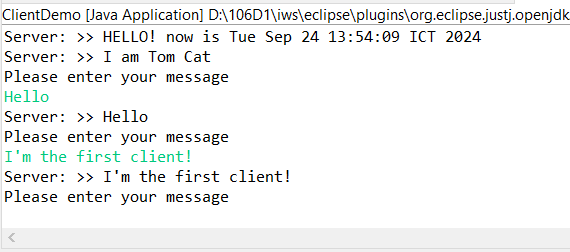 ClientDemo [Java Application] D:\106D1\iws\eclipse\plugins\org.eclipse.justj.openjdk
Server: >> HELLO! now is Tue Sep 24 13:54:09 ICT 2024
Server: >> I am Tom Cat
Please enter your message
Hello
Server: >> Hello
Please enter your message
I'm the first client!
Server: >> I'm the first client!
Please enter your message